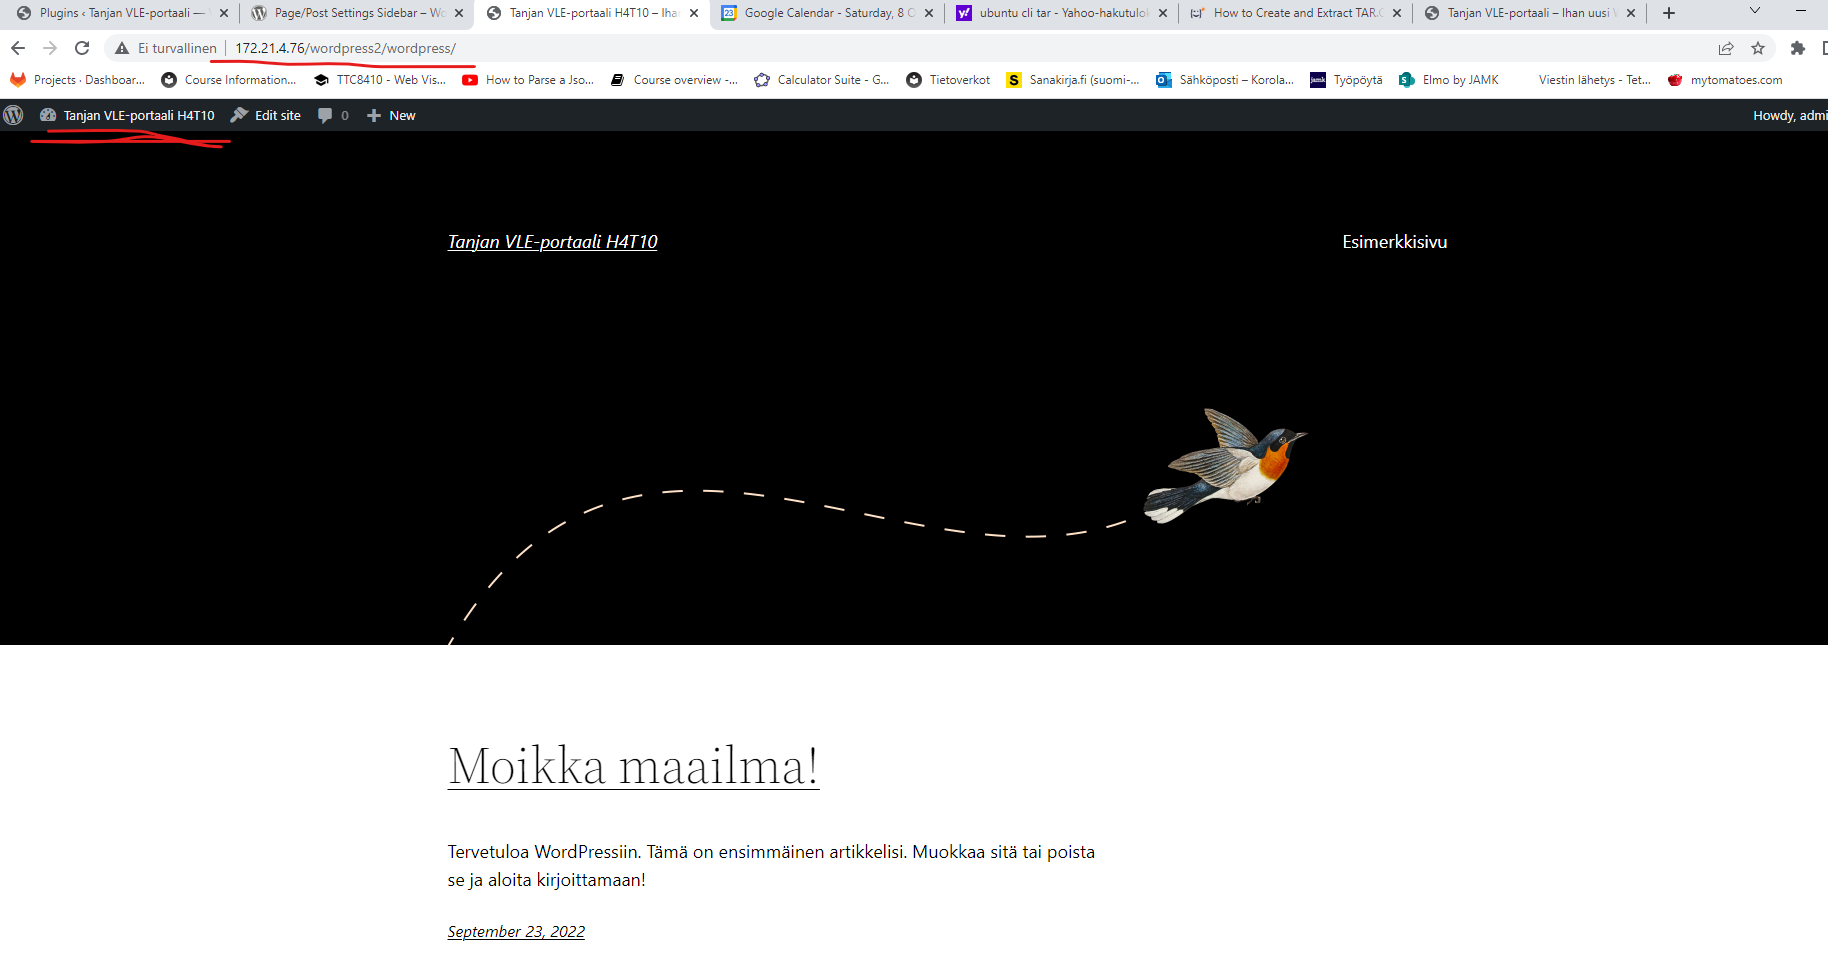 Plugins ‹ Tanjan VLE-portaali —
Page/Post Settings Sidebar – Wo
Tanjan VLE-portaali H4T10 – Ihan
Google Calendar - Saturday, 8 O
ubuntu cli tar - Yahoo-hakutulok
How to Create and Extract TAR.G
Tanjan VLE-portaali – Ihan uusi W
Ei turvallinen
172.21.4.76/wordpress2/wordpress/
Projects · Dashboar...
Course Information...
TTC8410 - Web Vis...
How to Parse a Jso...
Course overview -...
Calculator Suite - G...
Tietoverkot
Sanakirja.fi (suomi-...
Sähköposti – Korola...
Työpöytä
Elmo by JAMK
Viestin lähetys - Tet...
mytomatoes.com
Tanjan VLE-portaali H4T10
Edit site
0
New
Howdy, admi
Tanjan VLE-portaali H4T10
Esimerkkisivu
Moikka maailma!
Tervetuloa WordPressiin. Tämä on ensimmäinen artikkelisi. Muokkaa sitä tai poista
se ja aloita kirjoittamaan!
September 23, 2022